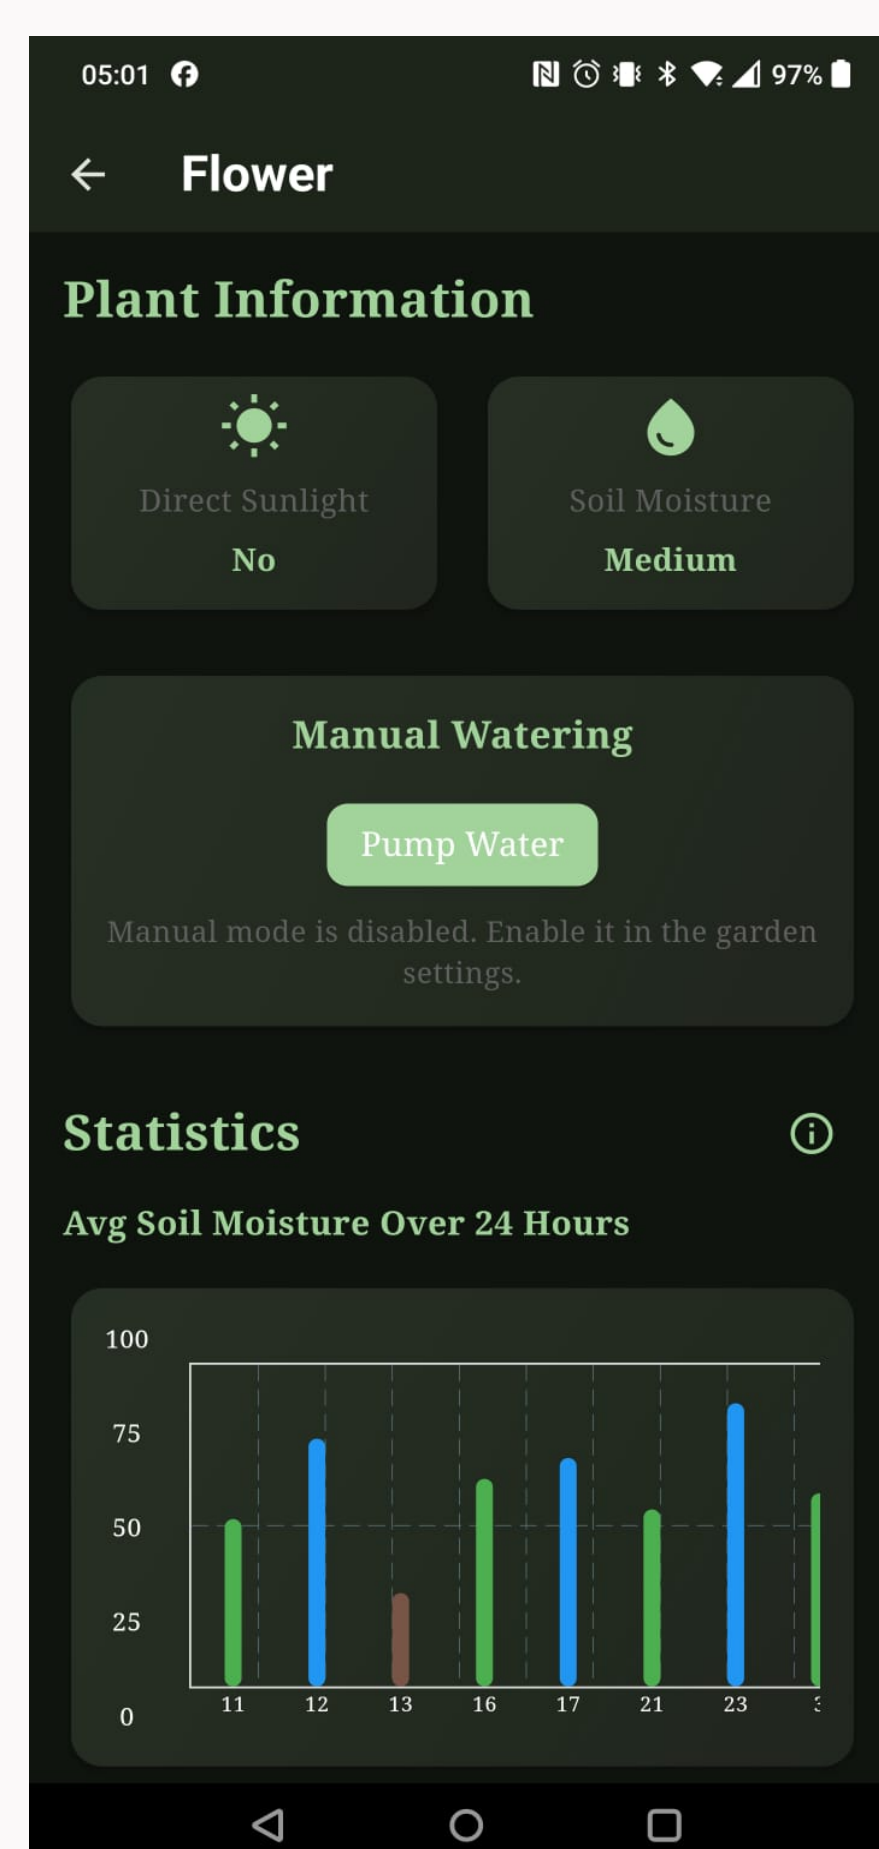 05:01
97%
Flower
Plant Information
Direct Sunlight
No
Soil Moisture
Medium
Manual Watering
Pump Water
Manual mode is disabled. Enable it in the garden
settings.
Statistics
Avg Soil Moisture Over 24 Hours
100
75
50
25
0
11 12 13 16 17 21 23